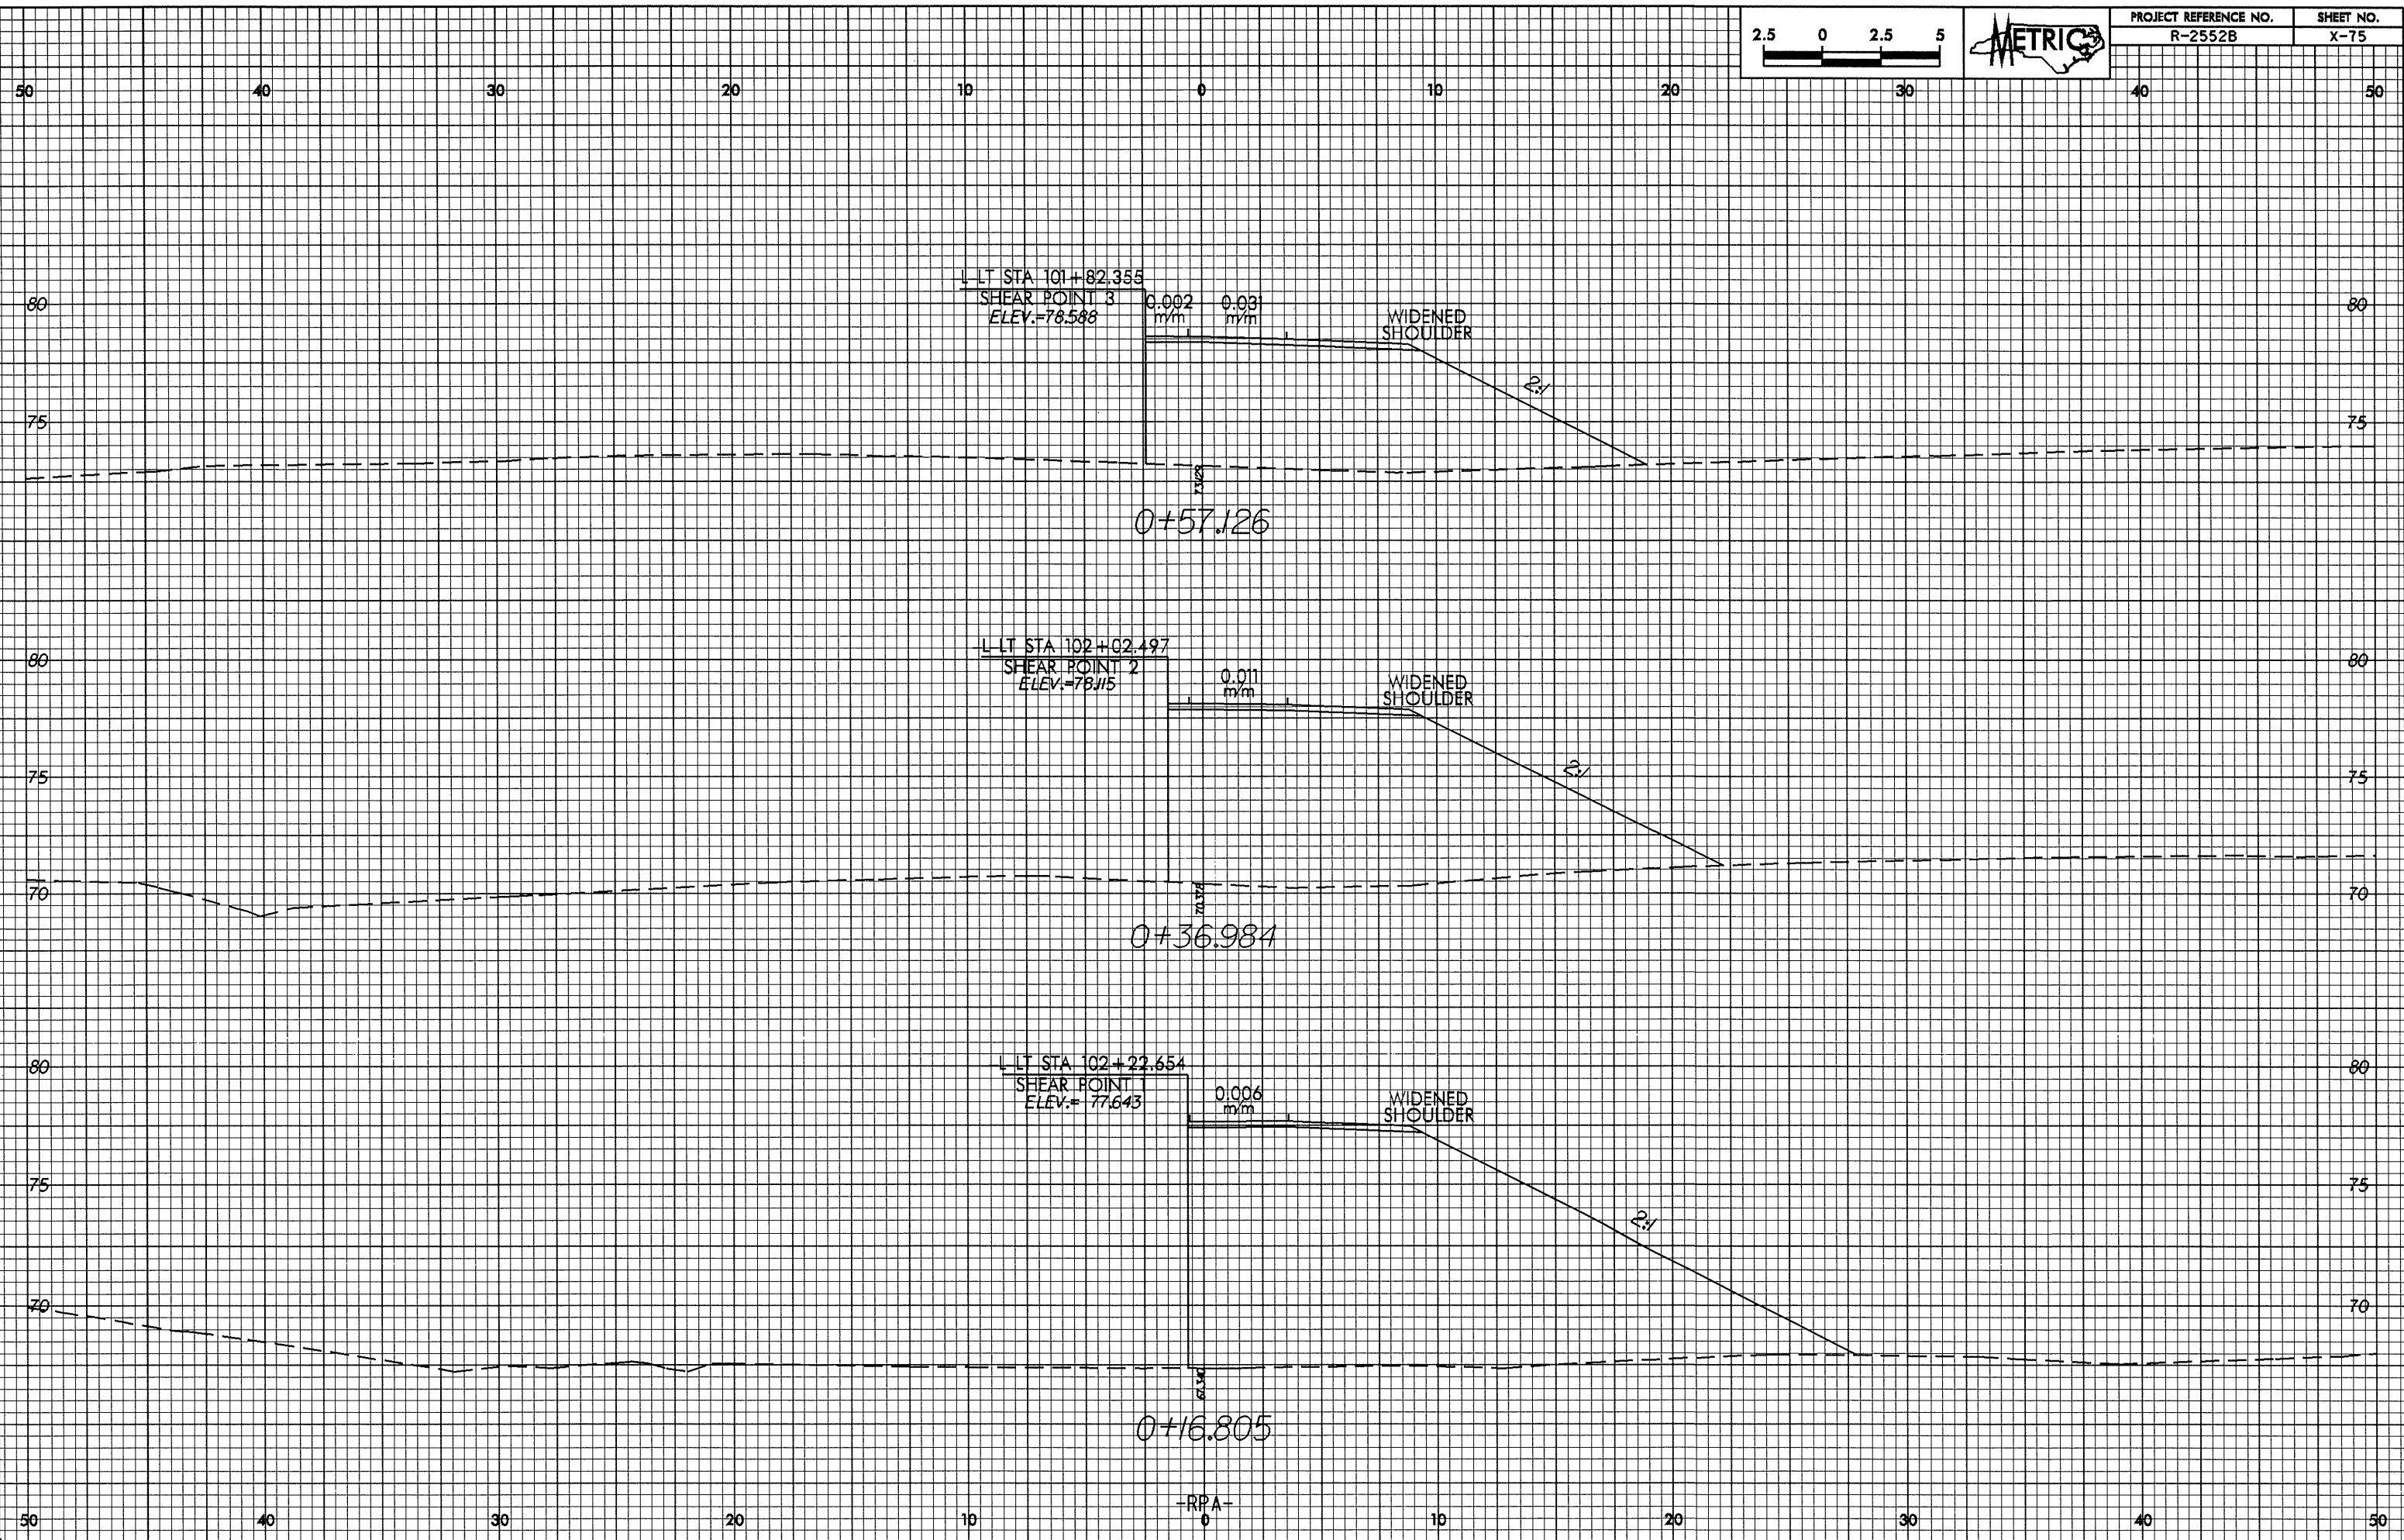 2.5 0 2.5 5
METRIC
PROJECT REFERENCE NO. SHEET NO.
R-2552B X-75
50 40 30 20 10 0 10 20 30 40 50
L-LT STA 101+82.355
SHEAR POINT 3
ELEV.=78.588
0.002 m/m
0.031 m/m
WIDENED
SHOULDER
80 80
2:1
75 75
0+57.126
L-LT STA 102+02.497
SHEAR POINT 2
ELEV.=78.115
0.011 m/m
WIDENED
SHOULDER
80 80
2:1
75 75
70 70
0+36.984
L-LT STA 102+22.654
SHEAR POINT 1
ELEV.= 77.643
0.006 m/m
WIDENED
SHOULDER
80 80
75 75
2:1
70 70
0+16.805
-RPA-
50 40 30 20 10 0 10 20 30 40 50